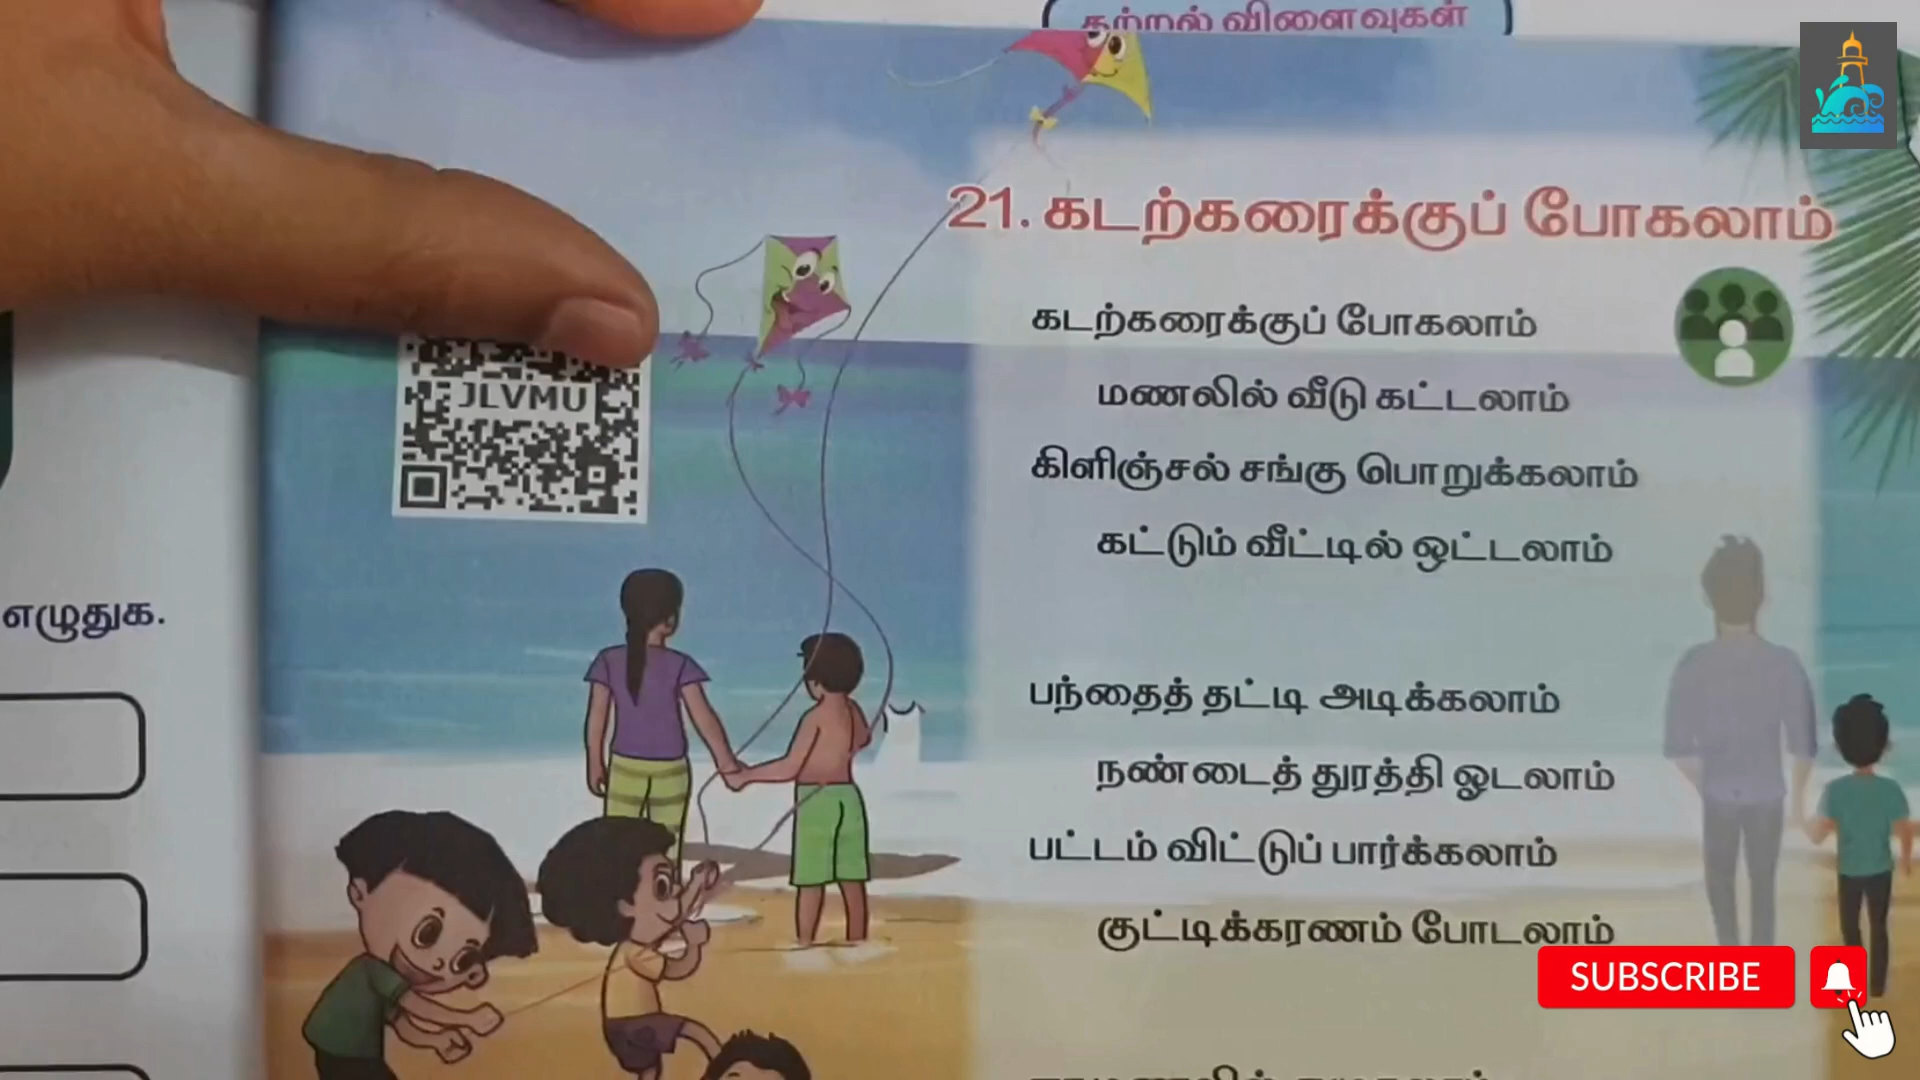 கற்றல் விளைவுகள்
21. கடற்கரைக்குப் போகலாம்
கடற்கரைக்குப் போகலாம்
மணலில் வீடு கட்டலாம்
கிளிஞ்சல் சங்கு பொறுக்கலாம்
கட்டும் வீட்டில் ஒட்டலாம்
பந்தைத் தட்டி அடிக்கலாம்
நண்டைத் துரத்தி ஓடலாம்
பட்டம் விட்டுப் பார்க்கலாம்
குட்டிக்கரணம் போடலாம்
JLVMU
எழுதுக.
SUBSCRIBE